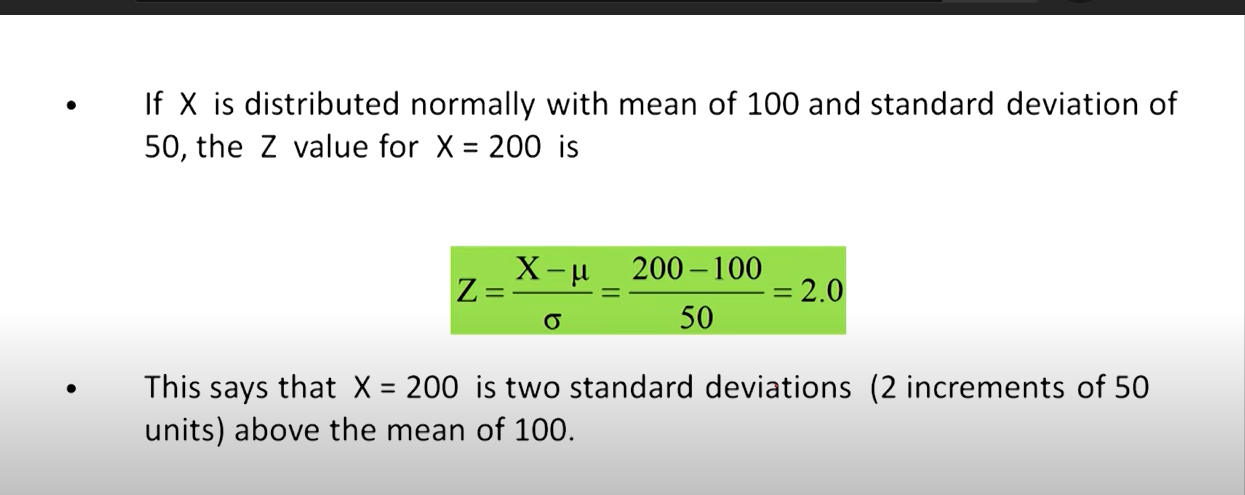 • If X is distributed normally with mean of 100 and standard deviation of
50, the Z value for X = 200 is
Z = (X − μ)/σ = (200 − 100)/50 = 2.0
• This says that X = 200 is two standard deviations (2 increments of 50
units) above the mean of 100.